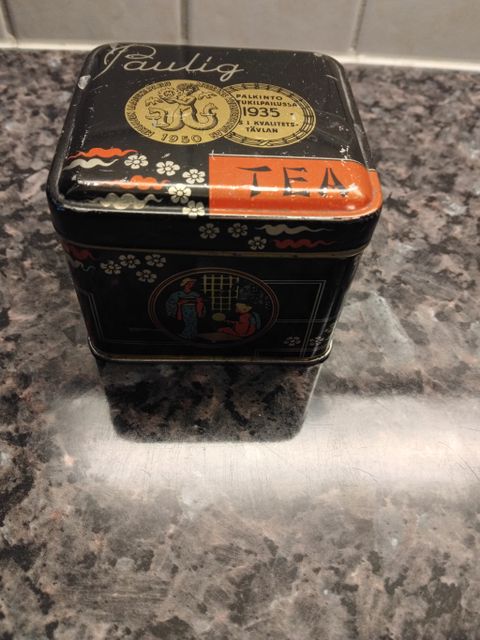 Paulig
PALKINTO
TUKILPAILUSSA
1935
S I KVALITETS-
TÄVLAN
1950
TEA